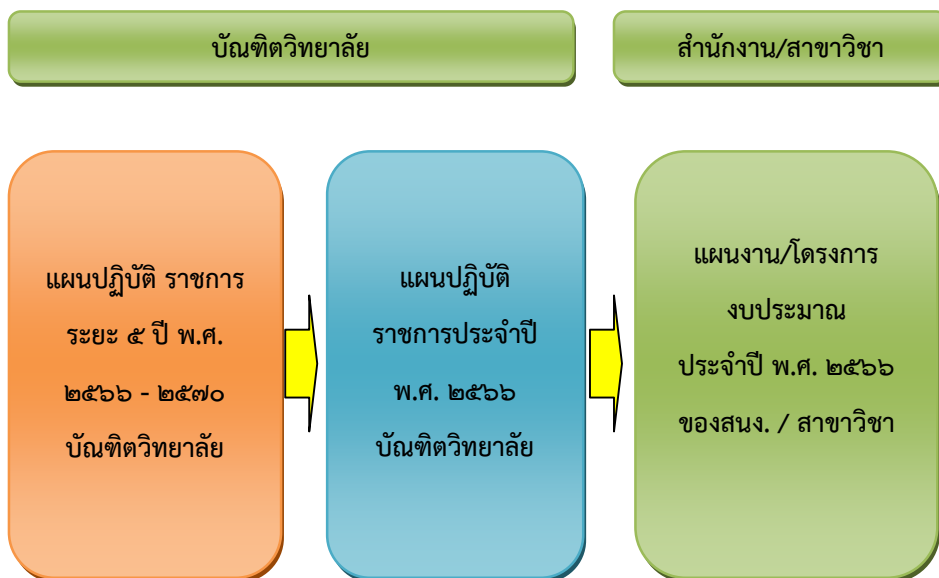 บัณฑิตวิทยาลัย
สำนักงาน/สาขาวิชา
แผนปฏิบัติ ราชการ
ระยะ ๕ ปี พ.ศ.
๒๕๖๖ - ๒๕๗๐
บัณฑิตวิทยาลัย
แผนปฏิบัติ
ราชการประจำปี
พ.ศ. ๒๕๖๖
บัณฑิตวิทยาลัย
แผนงาน/โครงการ
งบประมาณ
ประจำปี พ.ศ. ๒๕๖๖
ของสนง. / สาขาวิชา